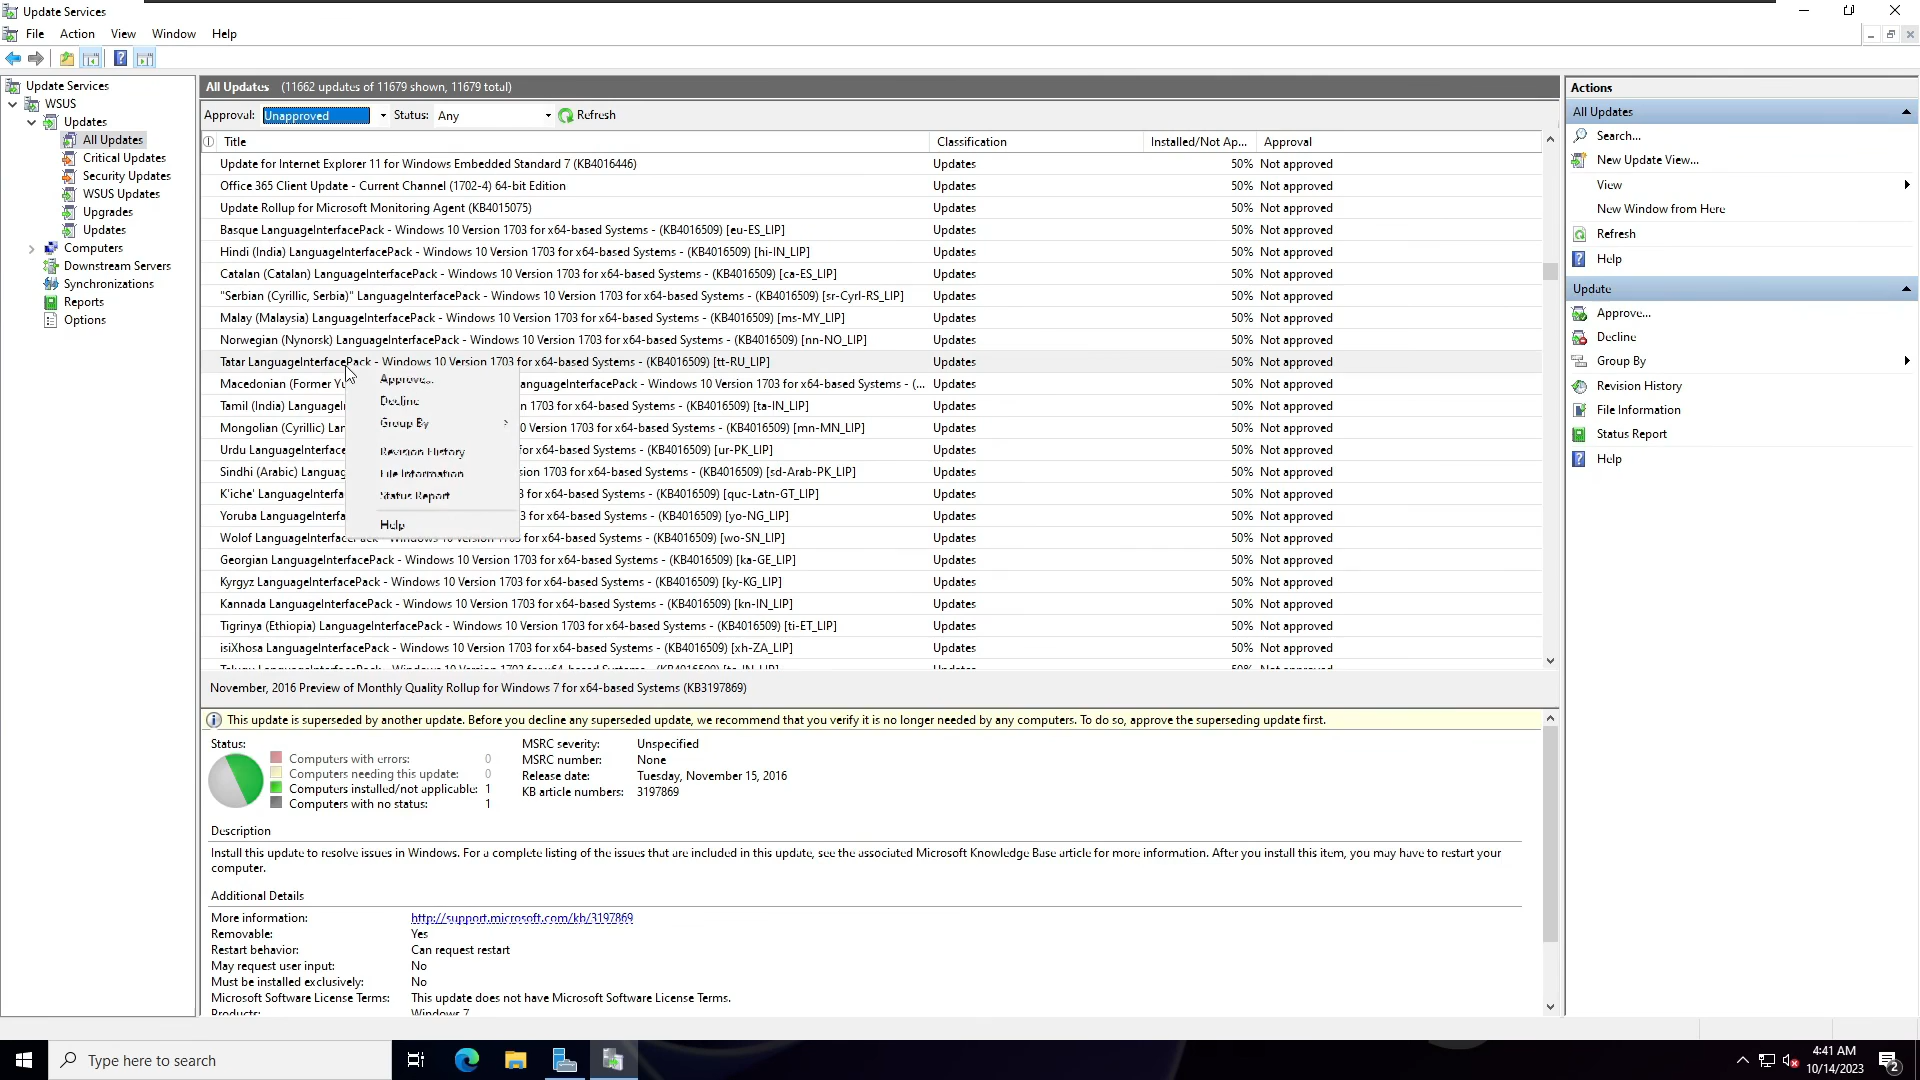 Update Services
File Action View Window Help
Update Services
WSUS
Updates
All Updates
Critical Updates
Security Updates
WSUS Updates
Upgrades
Updates
Computers
Downstream Servers
Synchronizations
Reports
Options
All Updates (11662 updates of 11679 shown, 11679 total)
Approval: Unapproved Status: Any Refresh
Title Classification Installed/Not Ap... Approval
Update for Internet Explorer 11 for Windows Embedded Standard 7 (KB4016446) Updates 50% Not approved
Office 365 Client Update - Current Channel (1702-4) 64-bit Edition Updates 50% Not approved
Update Rollup for Microsoft Monitoring Agent (KB4015075) Updates 50% Not approved
Basque LanguageInterfacePack - Windows 10 Version 1703 for x64-based Systems - (KB4016509) [eu-ES_LIP] Updates 50% Not approved
Hindi (India) LanguageInterfacePack - Windows 10 Version 1703 for x64-based Systems - (KB4016509) [hi-IN_LIP] Updates 50% Not approved
Catalan (Catalan) LanguageInterfacePack - Windows 10 Version 1703 for x64-based Systems - (KB4016509) [ca-ES_LIP] Updates 50% Not approved
"Serbian (Cyrillic, Serbia)" LanguageInterfacePack - Windows 10 Version 1703 for x64-based Systems - (KB4016509) [sr-Cyrl-RS_LIP] Updates 50% Not approved
Malay (Malaysia) LanguageInterfacePack - Windows 10 Version 1703 for x64-based Systems - (KB4016509) [ms-MY_LIP] Updates 50% Not approved
Norwegian (Nynorsk) LanguageInterfacePack - Windows 10 Version 1703 for x64-based Systems - (KB4016509) [nn-NO_LIP] Updates 50% Not approved
Tatar LanguageInterfacePack - Windows 10 Version 1703 for x64-based Systems - (KB4016509) [tt-RU_LIP] Updates 50% Not approved
Macedonian (Former Yu anguageInterfacePack - Windows 10 Version 1703 for x64-based Systems - (... Updates 50% Not approved
Tamil (India) LanguageI n 1703 for x64-based Systems - (KB4016509) [ta-IN_LIP] Updates 50% Not approved
Mongolian (Cyrillic) Lan 0 Version 1703 for x64-based Systems - (KB4016509) [mn-MN_LIP] Updates 50% Not approved
Urdu LanguageInterface for x64-based Systems - (KB4016509) [ur-PK_LIP] Updates 50% Not approved
Sindhi (Arabic) Languag sion 1703 for x64-based Systems - (KB4016509) [sd-Arab-PK_LIP] Updates 50% Not approved
K'iche' LanguageInterfa 3 for x64-based Systems - (KB4016509) [quc-Latn-GT_LIP] Updates 50% Not approved
Yoruba LanguageInterfa 3 for x64-based Systems - (KB4016509) [yo-NG_LIP] Updates 50% Not approved
Wolof LanguageInterfacePack - Windows 10 Version 1703 for x64-based Systems - (KB4016509) [wo-SN_LIP] Updates 50% Not approved
Georgian LanguageInterfacePack - Windows 10 Version 1703 for x64-based Systems - (KB4016509) [ka-GE_LIP] Updates 50% Not approved
Kyrgyz LanguageInterfacePack - Windows 10 Version 1703 for x64-based Systems - (KB4016509) [ky-KG_LIP] Updates 50% Not approved
Kannada LanguageInterfacePack - Windows 10 Version 1703 for x64-based Systems - (KB4016509) [kn-IN_LIP] Updates 50% Not approved
Tigrinya (Ethiopia) LanguageInterfacePack - Windows 10 Version 1703 for x64-based Systems - (KB4016509) [ti-ET_LIP] Updates 50% Not approved
isiXhosa LanguageInterfacePack - Windows 10 Version 1703 for x64-based Systems - (KB4016509) [xh-ZA_LIP] Updates 50% Not approved
Approve...
Decline
Group By
Revision History
File Information
Status Report
Help
November, 2016 Preview of Monthly Quality Rollup for Windows 7 for x64-based Systems (KB3197869)
This update is superseded by another update. Before you decline any superseded update, we recommend that you verify it is no longer needed by any computers. To do so, approve the superseding update first.
Status:
Computers with errors: 0
Computers needing this update: 0
Computers installed/not applicable: 1
Computers with no status: 1
MSRC severity: Unspecified
MSRC number: None
Release date: Tuesday, November 15, 2016
KB article numbers: 3197869
Description
Install this update to resolve issues in Windows. For a complete listing of the issues that are included in this update, see the associated Microsoft Knowledge Base article for more information. After you install this item, you may have to restart your
computer.
Additional Details
More information: http://support.microsoft.com/kb/3197869
Removable: Yes
Restart behavior: Can request restart
May request user input: No
Must be installed exclusively: No
Microsoft Software License Terms: This update does not have Microsoft Software License Terms.
Products: Windows 7
Actions
All Updates
Search...
New Update View...
View
New Window from Here
Refresh
Help
Update
Approve...
Decline
Group By
Revision History
File Information
Status Report
Help
Type here to search
4:41 AM
10/14/2023
2